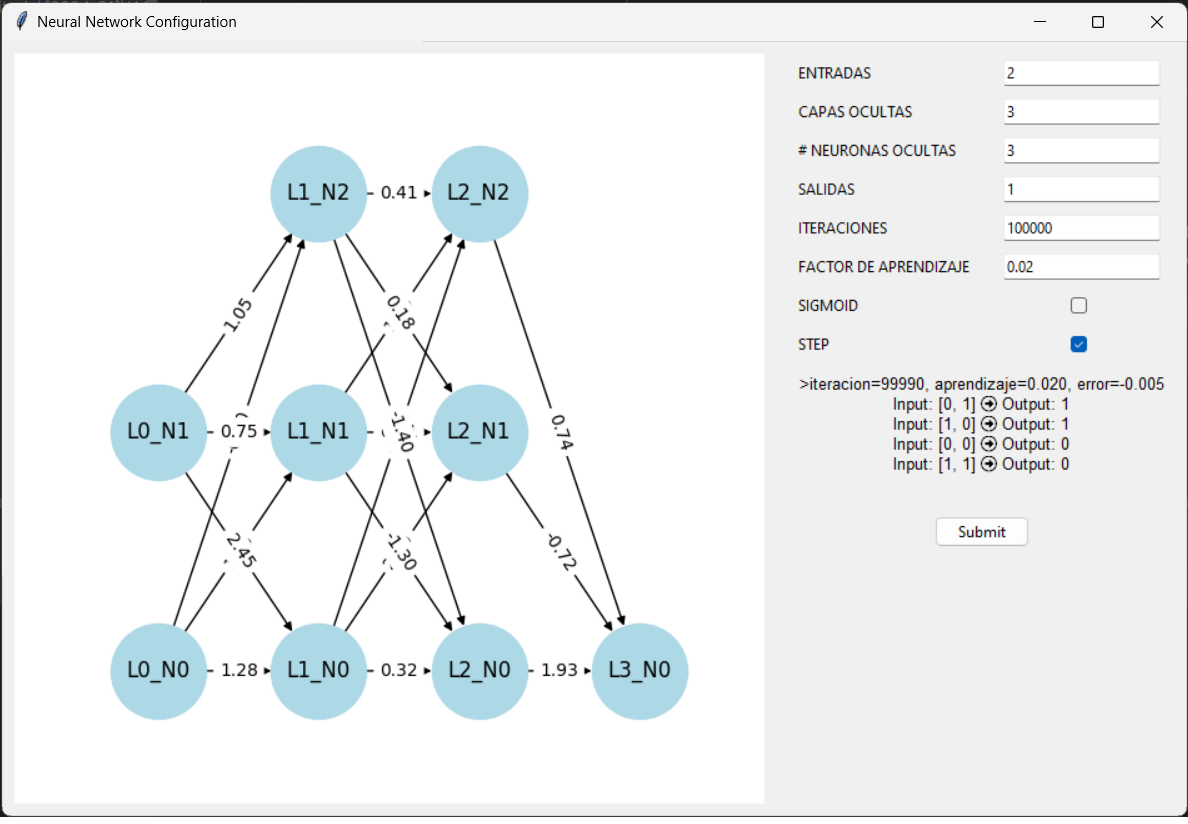 Neural Network Configuration
L1_N2 0.41 L2_N2
1.05
0.18
L0_N1 0.75 L1_N1 L2_N1
-1.40
0.74
2.45
-1.30
-0.72
L0_N0 1.28 L1_N0 0.32 L2_N0 1.93 L3_N0
ENTRADAS 2
CAPAS OCULTAS 3
# NEURONAS OCULTAS 3
SALIDAS 1
ITERACIONES 100000
FACTOR DE APRENDIZAJE 0.02
SIGMOID
STEP
>iteracion=99990, aprendizaje=0.020, error=-0.005
Input: [0, 1] ➔ Output: 1
Input: [1, 0] ➔ Output: 1
Input: [0, 0] ➔ Output: 0
Input: [1, 1] ➔ Output: 0
Submit